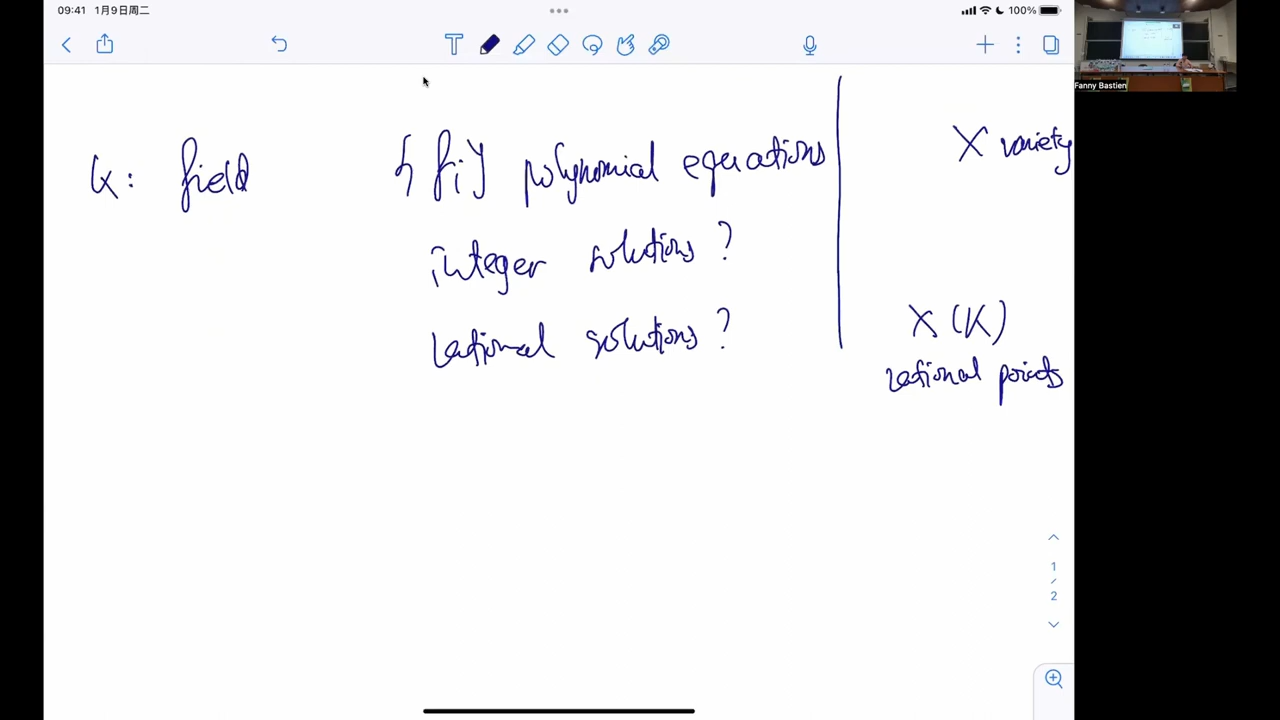 09:41 1月9日周二
100%
Fanny Bastien
K: field
{fi} polynomial equations
integer solutions?
rational solutions?
X variety
X(K)
rational points
1
/
2